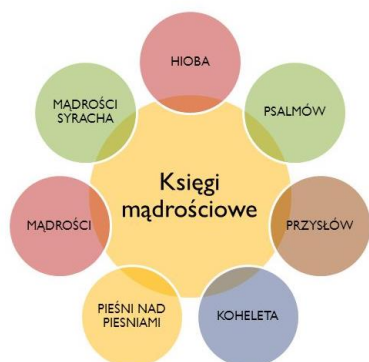 HIOBA
MĄDROŚCI
SYRACHA
PSALMÓW
Księgi
mądrościowe
MĄDROŚCI
PRZYSŁÓW
PIEŚNI NAD
PIESNIAMI
KOHELETA